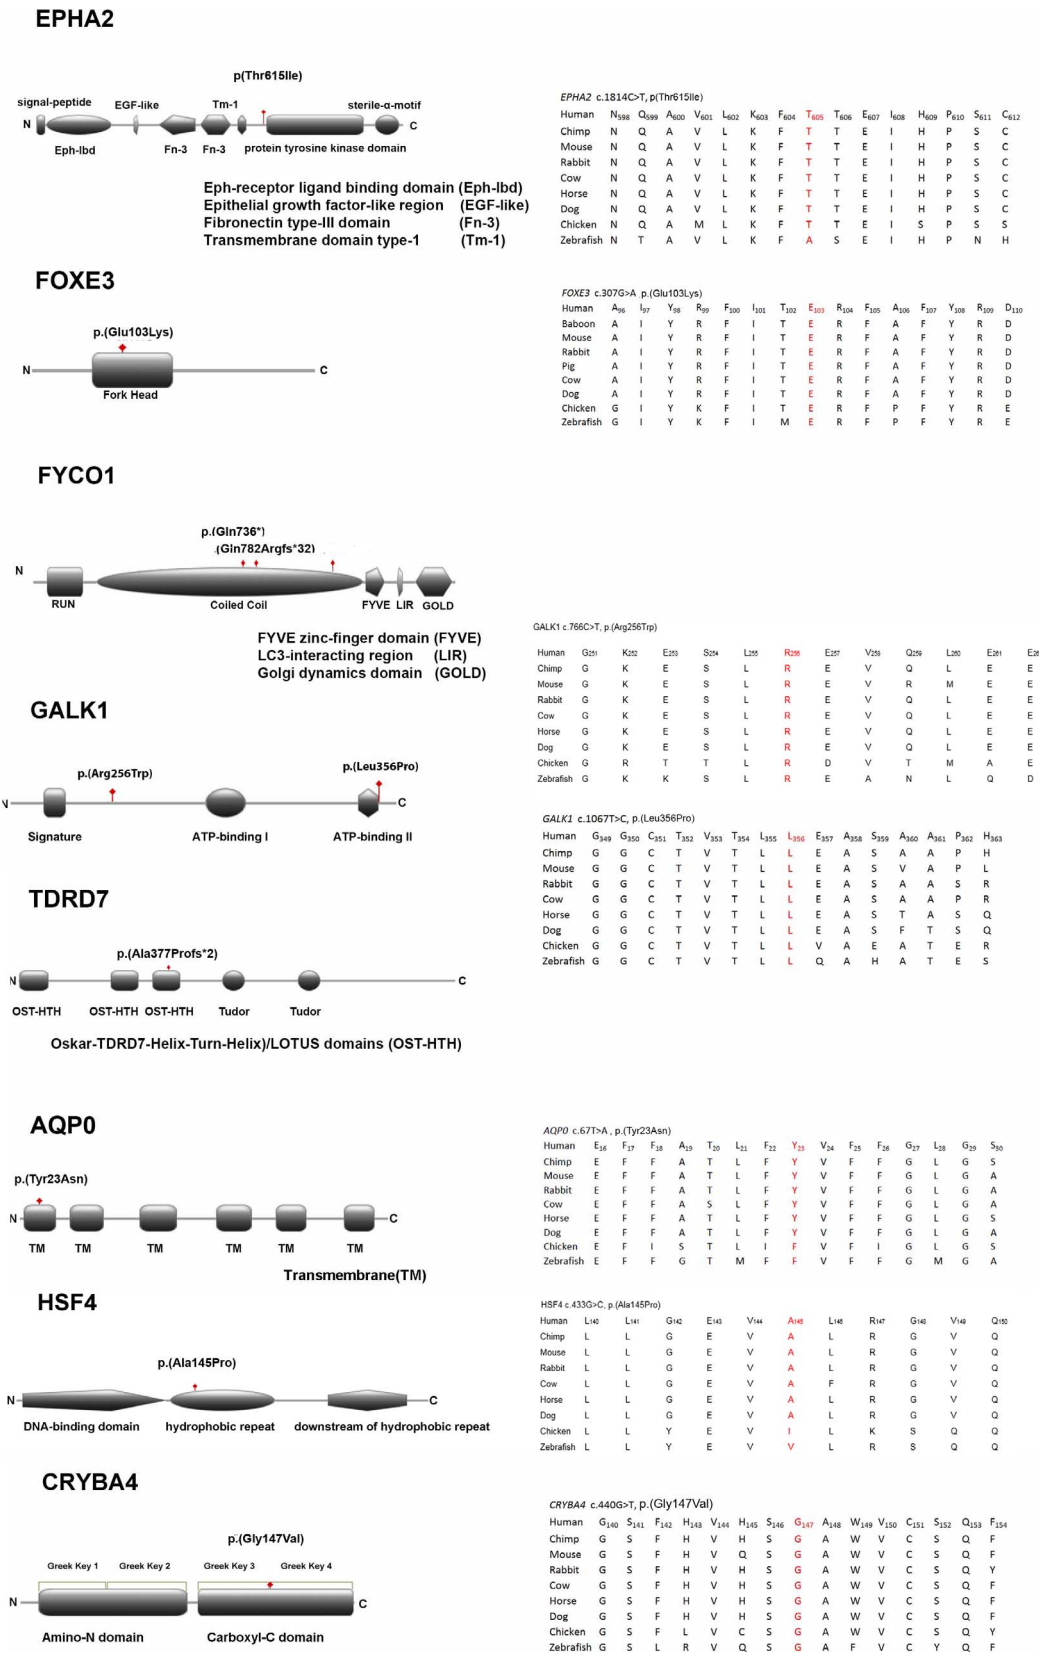 EPHA2
p(Thr615Ile)
signal-peptide EGF-like Tm-1 sterile-α-motif
N C
Eph-lbd Fn-3 Fn-3 protein tyrosine kinase domain
Eph-receptor ligand binding domain (Eph-lbd)
Epithelial growth factor-like region (EGF-like)
Fibronectin type-III domain (Fn-3)
Transmembrane domain type-1 (Tm-1)
EPHA2 c.1814C>T, p(Thr615Ile)
Human N598 Q599 A600 V601 L602 K603 F604 T605 T606 E607 I608 H609 P610 S611 C612
Chimp N Q A V L K F T T E I H P S C
Mouse N Q A V L K F T T E I H P S C
Rabbit N Q A V L K F T T E I H P S C
Cow N Q A V L K F T T E I H P S C
Horse N Q A V L K F T T E I H P S C
Dog N Q A V L K F T T E I H P S C
Chicken N Q A M L K F T T E I S P S S
Zebrafish N T A V L K F A S E I H P N H
FOXE3
p.(Glu103Lys)
N C
Fork Head
FOXE3 c.307G>A p.(Glu103Lys)
Human A96 I97 Y98 R99 F100 I101 T102 E103 R104 F105 A106 F107 Y108 R109 D110
Baboon A I Y R F I T E R F A F Y R D
Mouse A I Y R F I T E R F A F Y R D
Rabbit A I Y R F I T E R F A F Y R D
Pig A I Y R F I T E R F A F Y R D
Cow A I Y R F I T E R F A F Y R D
Dog A I Y R F I T E R F A F Y R D
Chicken G I Y K F I T E R F P F Y R E
Zebrafish G I Y K F I M E R F P F Y R E
FYCO1
p.(Gln736*)
.(Gln782Argfs*32)
N
RUN Coiled Coil FYVE LIR GOLD
FYVE zinc-finger domain (FYVE)
LC3-interacting region (LIR)
Golgi dynamics domain (GOLD)
GALK1
p.(Arg256Trp) p.(Leu356Pro)
N C
Signature ATP-binding I ATP-binding II
GALK1 c.766C>T, p.(Arg256Trp)
Human G251 K252 E253 S254 L255 R256 E257 V258 Q259 L260 E261
Chimp G K E S L R E V Q L E E
Mouse G K E S L R E V R M E E
Rabbit G K E S L R E V Q L E E
Cow G K E S L R E V Q L E E
Horse G K E S L R E V Q L E E
Dog G K E S L R E V Q L E E
Chicken G R T T L R D V T M A E
Zebrafish G K K S L R E A N L Q D
GALK1 c.1067T>C, p.(Leu356Pro)
Human G349 G350 C351 T352 V353 T354 L355 L356 E357 A358 S359 A360 A361 P362 H363
Chimp G G C T V T L L E A S A A P H
Mouse G G C T V T L L E A S V A P L
Rabbit G G C T V T L L E A S A A S R
Cow G G C T V T L L E A S A A P R
Horse G G C T V T L L E A S T A S Q
Dog G G C T V T L L E A S F T S Q
Chicken G G C T V T L L V A E A T E R
Zebrafish G G C T V T L L Q A H A T E S
TDRD7
p.(Ala377Profs*2)
N C
OST-HTH OST-HTH OST-HTH Tudor Tudor
Oskar-TDRD7-Helix-Turn-Helix)/LOTUS domains (OST-HTH)
AQP0
p.(Tyr23Asn)
N C
TM TM TM TM TM TM
Transmembrane(TM)
AQP0 c.67T>A , p.(Tyr23Asn)
Human E16 F17 F18 A19 T20 L21 F22 Y23 V24 F25 F26 G27 L28 G29 S30
Chimp E F F A T L F Y V F F G L G S
Mouse E F F A T L F Y V F F G L G A
Rabbit E F F A T L F Y V F F G L G A
Cow E F F A S L F Y V F F G L G A
Horse E F F A T L F Y V F F G L G S
Dog E F F A T L F Y V F F G L G A
Chicken E F I S T L I F V F I G L G S
Zebrafish E F F G T M F F V F F G M G A
HSF4
p.(Ala145Pro)
N C
DNA-binding domain hydrophobic repeat downstream of hydrophobic repeat
HSF4 c.433G>C, p.(Ala145Pro)
Human L140 L141 G142 E143 V144 A145 L146 R147 G148 V149 Q150
Chimp L L G E V A L R G V Q
Mouse L L G E V A L R G V Q
Rabbit L L G E V A L R G V Q
Cow L L G E V A F R G V Q
Horse L L G E V A L R G V Q
Dog L L G E V A L R G V Q
Chicken L L Y E V I L K S Q Q
Zebrafish L L Y E V V L R S Q Q
CRYBA4
p.(Gly147Val)
Greek Key 1 Greek Key 2 Greek Key 3 Greek Key 4
N C
Amino-N domain Carboxyl-C domain
CRYBA4 c.440G>T, p.(Gly147Val)
Human G140 S141 F142 H143 V144 H145 S146 G147 A148 W149 V150 C151 S152 Q153 F154
Chimp G S F H V H S G A W V C S Q F
Mouse G S F H V Q S G A W V C S Q F
Rabbit G S F H V H S G A W V C S Q Y
Cow G S F H V H S G A W V C S Q F
Horse G S F H V H S G A W V C S Q F
Dog G S F H V H S G A W V C S Q F
Chicken G S F L V C S G A W V C S Q Y
Zebrafish G S L R V Q S G A F V C Y Q F